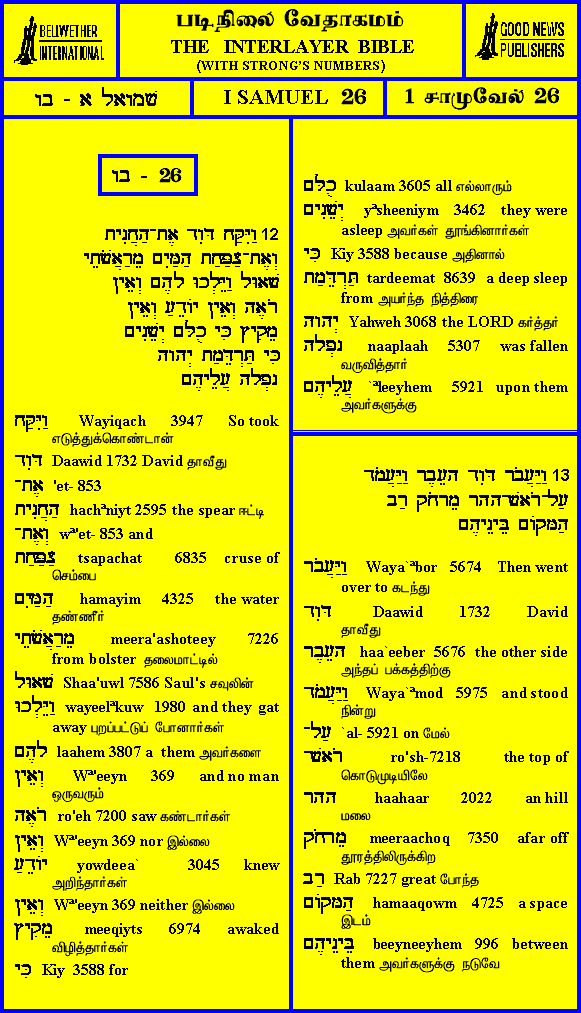 BELLWETHER
INTERNATIONAL
படிநிலை வேதாகமம்
THE INTERLAYER BIBLE
(WITH STRONG'S NUMBERS)
GOOD NEWS
PUBLISHERS
שמואל א - בו
I SAMUEL 26
1 சாமுவேல் 26
בו - 26
12 וַיִּקַּח דָּוִד אֶת־הַחֲנִית
וְאֶת־צַפַּחַת הַמַּיִם מֵרַאֲשֹׁתֵי
שָׁאוּל וַיֵּלְכוּ לָהֶם וְאֵין
רֹאֶה וְאֵין יוֹדֵעַ וְאֵין
מֵקִיץ כִּי כֻלָּם יְשֵׁנִים
כִּי תַּרְדֵּמַת יהוה
נָפְלָה עֲלֵיהֶם
וַיִּקַּח Wayiqach 3947 So took
எடுத்துக்கொண்டான்
דָּוִד Daawid 1732 David தாவீது
אֶת־ 'et- 853
הַחֲנִית hachªniyt 2595 the spear ஈட்டி
וְאֶת־ wª'et- 853 and
צַפַּחַת tsapachat 6835 cruse of
செம்பை
הַמַּיִם hamayim 4325 the water
தண்ணீர்
מֵרַאֲשֹׁתֵי meera'ashoteey 7226
from bolster தலைமாட்டில்
שָׁאוּל Shaa'uwl 7586 Saul's சவுலின்
וַיֵּלְכוּ wayeelªkuw 1980 and they gat
away புறப்பட்டுப் போனார்கள்
לָהֶם laahem 3807 a them அவர்களை
וְאֵין Wª'eeyn 369 and no man
ஒருவரும்
רֹאֶה ro'eh 7200 saw கண்டார்கள்
וְאֵין Wª'eeyn 369 nor இல்லை
יוֹדֵעַ yowdeea` 3045 knew
அறிந்தார்கள்
וְאֵין Wª'eeyn 369 neither இல்லை
מֵקִיץ meeqiyts 6974 awaked
விழித்தார்கள்
כִּי Kiy 3588 for
כֻלָּם kulaam 3605 all எல்லாரும்
יְשֵׁנִים yªsheeniym 3462 they were
asleep அவர்கள் தூங்கினார்கள்
כִּי Kiy 3588 because அதினால்
תַּרְדֵּמַת tardeemat 8639 a deep sleep
from அயர்ந்த நித்திரை
יהוה Yahweh 3068 the LORD கர்த்தர்
נָפְלָה naaplaah 5307 was fallen
வருவித்தார்
עֲלֵיהֶם `ªleeyhem 5921 upon them
அவர்களுக்கு
13 וַיַּעֲבֹר דָּוִד הָעֵבֶר וַיַּעֲמֹד
עַל־רֹאשׁ־הָהָר מֵרָחֹק רַב
הַמָּקוֹם בֵּינֵיהֶם
וַיַּעֲבֹר Waya`ªbor 5674 Then went
over to கடந்து
דָּוִד Daawid 1732 David
தாவீது
הָעֵבֶר haa`eeber 5676 the other side
அந்தப் பக்கத்திற்கு
וַיַּעֲמֹד Waya`ªmod 5975 and stood
நின்று
עַל־ `al- 5921 on மேல்
רֹאשׁ־ ro'sh-7218 the top of
கொடுமுடியிலே
הָהָר haahaar 2022 an hill
மலை
מֵרָחֹק meeraachoq 7350 afar off
தூரத்திலிருக்கிற
רַב Rab 7227 great போந்த
הַמָּקוֹם hamaaqowm 4725 a space
இடம்
בֵּינֵיהֶם beeyneeyhem 996 between
them அவர்களுக்கு நடுவே